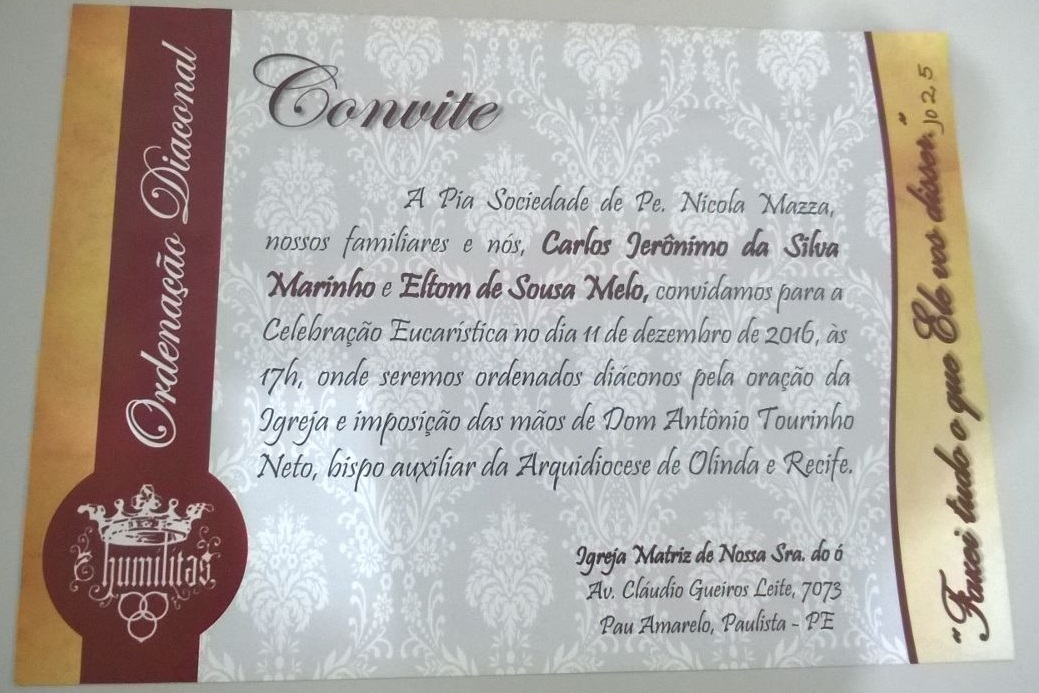 Ordenação Diaconal
humilitas
Convite
A Pia Sociedade de Pe. Nicola Mazza,
nossos familiares e nós, Carlos Jerônimo da Silva
Marinho e Eltom de Sousa Melo, convidamos para a
Celebração Eucarística no dia 11 de dezembro de 2016, às
17h, onde seremos ordenados diáconos pela oração da
Igreja e imposição das mãos de Dom Antônio Tourinho
Neto, bispo auxiliar da Arquidiocese de Olinda e Recife.
Igreja Matriz de Nossa Sra. do ó
Av. Cláudio Gueiros Leite, 7073
Pau Amarelo, Paulista - PE
"Fazei tudo o que Ele vos disser." Jo 2,5